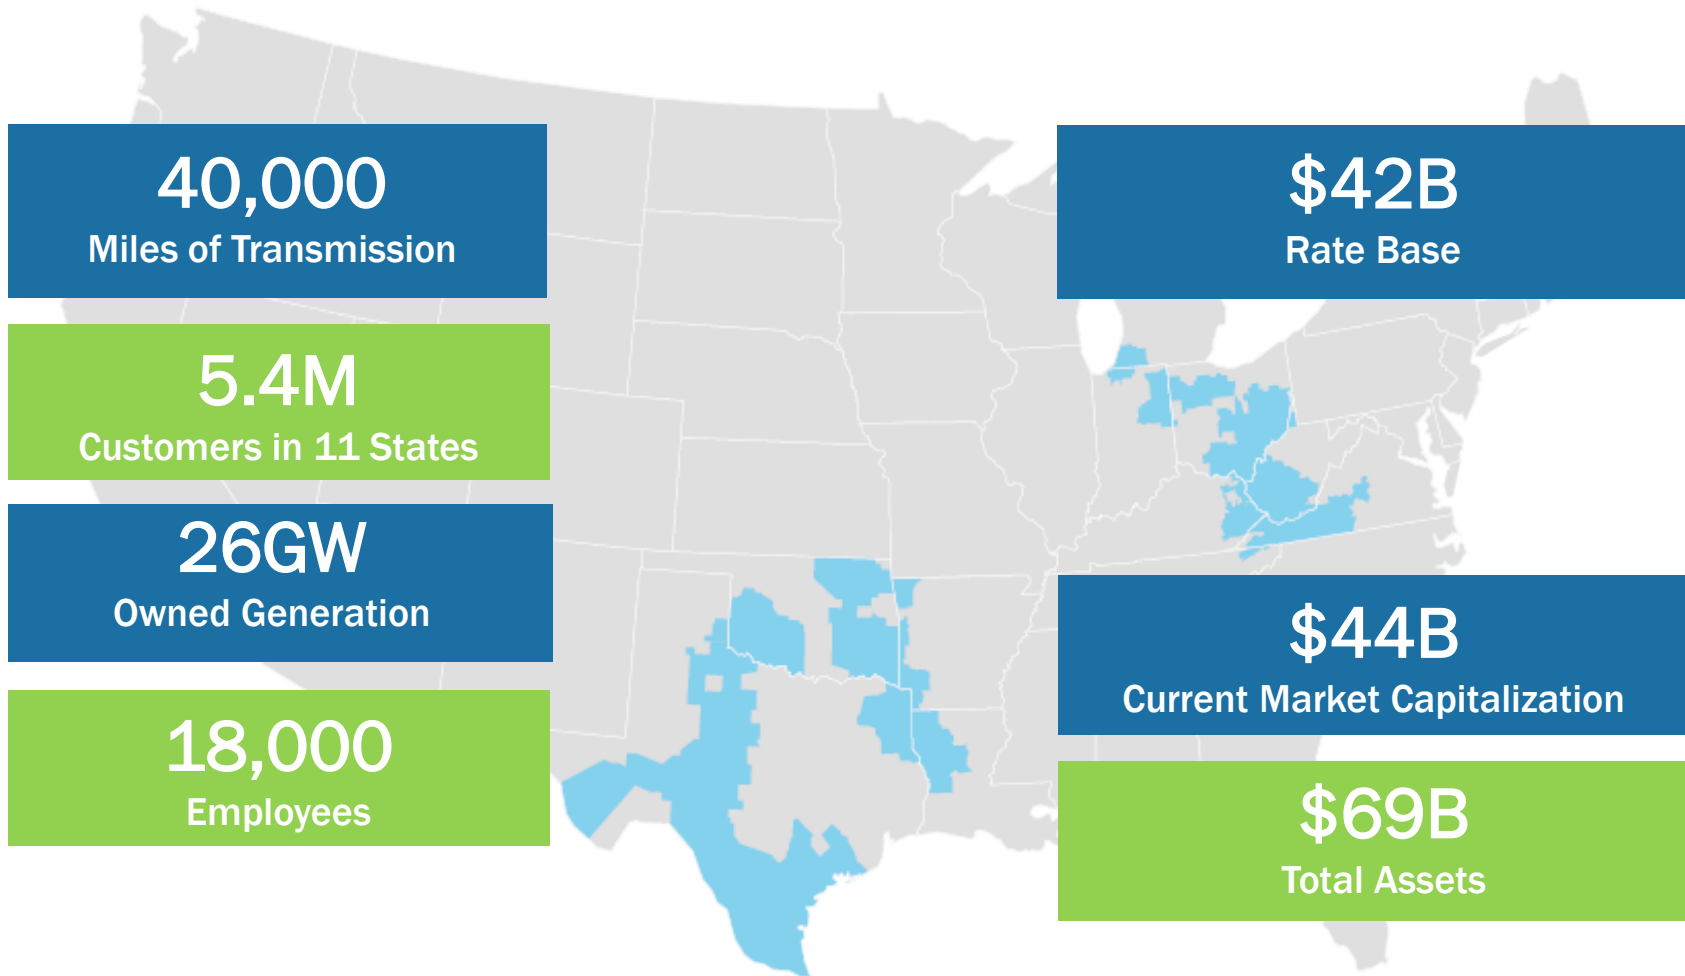 40,000
Miles of Transmission
5.4M
Customers in 11 States
26GW
Owned Generation
18,000
Employees
$42B
Rate Base
$44B
Current Market Capitalization
$69B
Total Assets